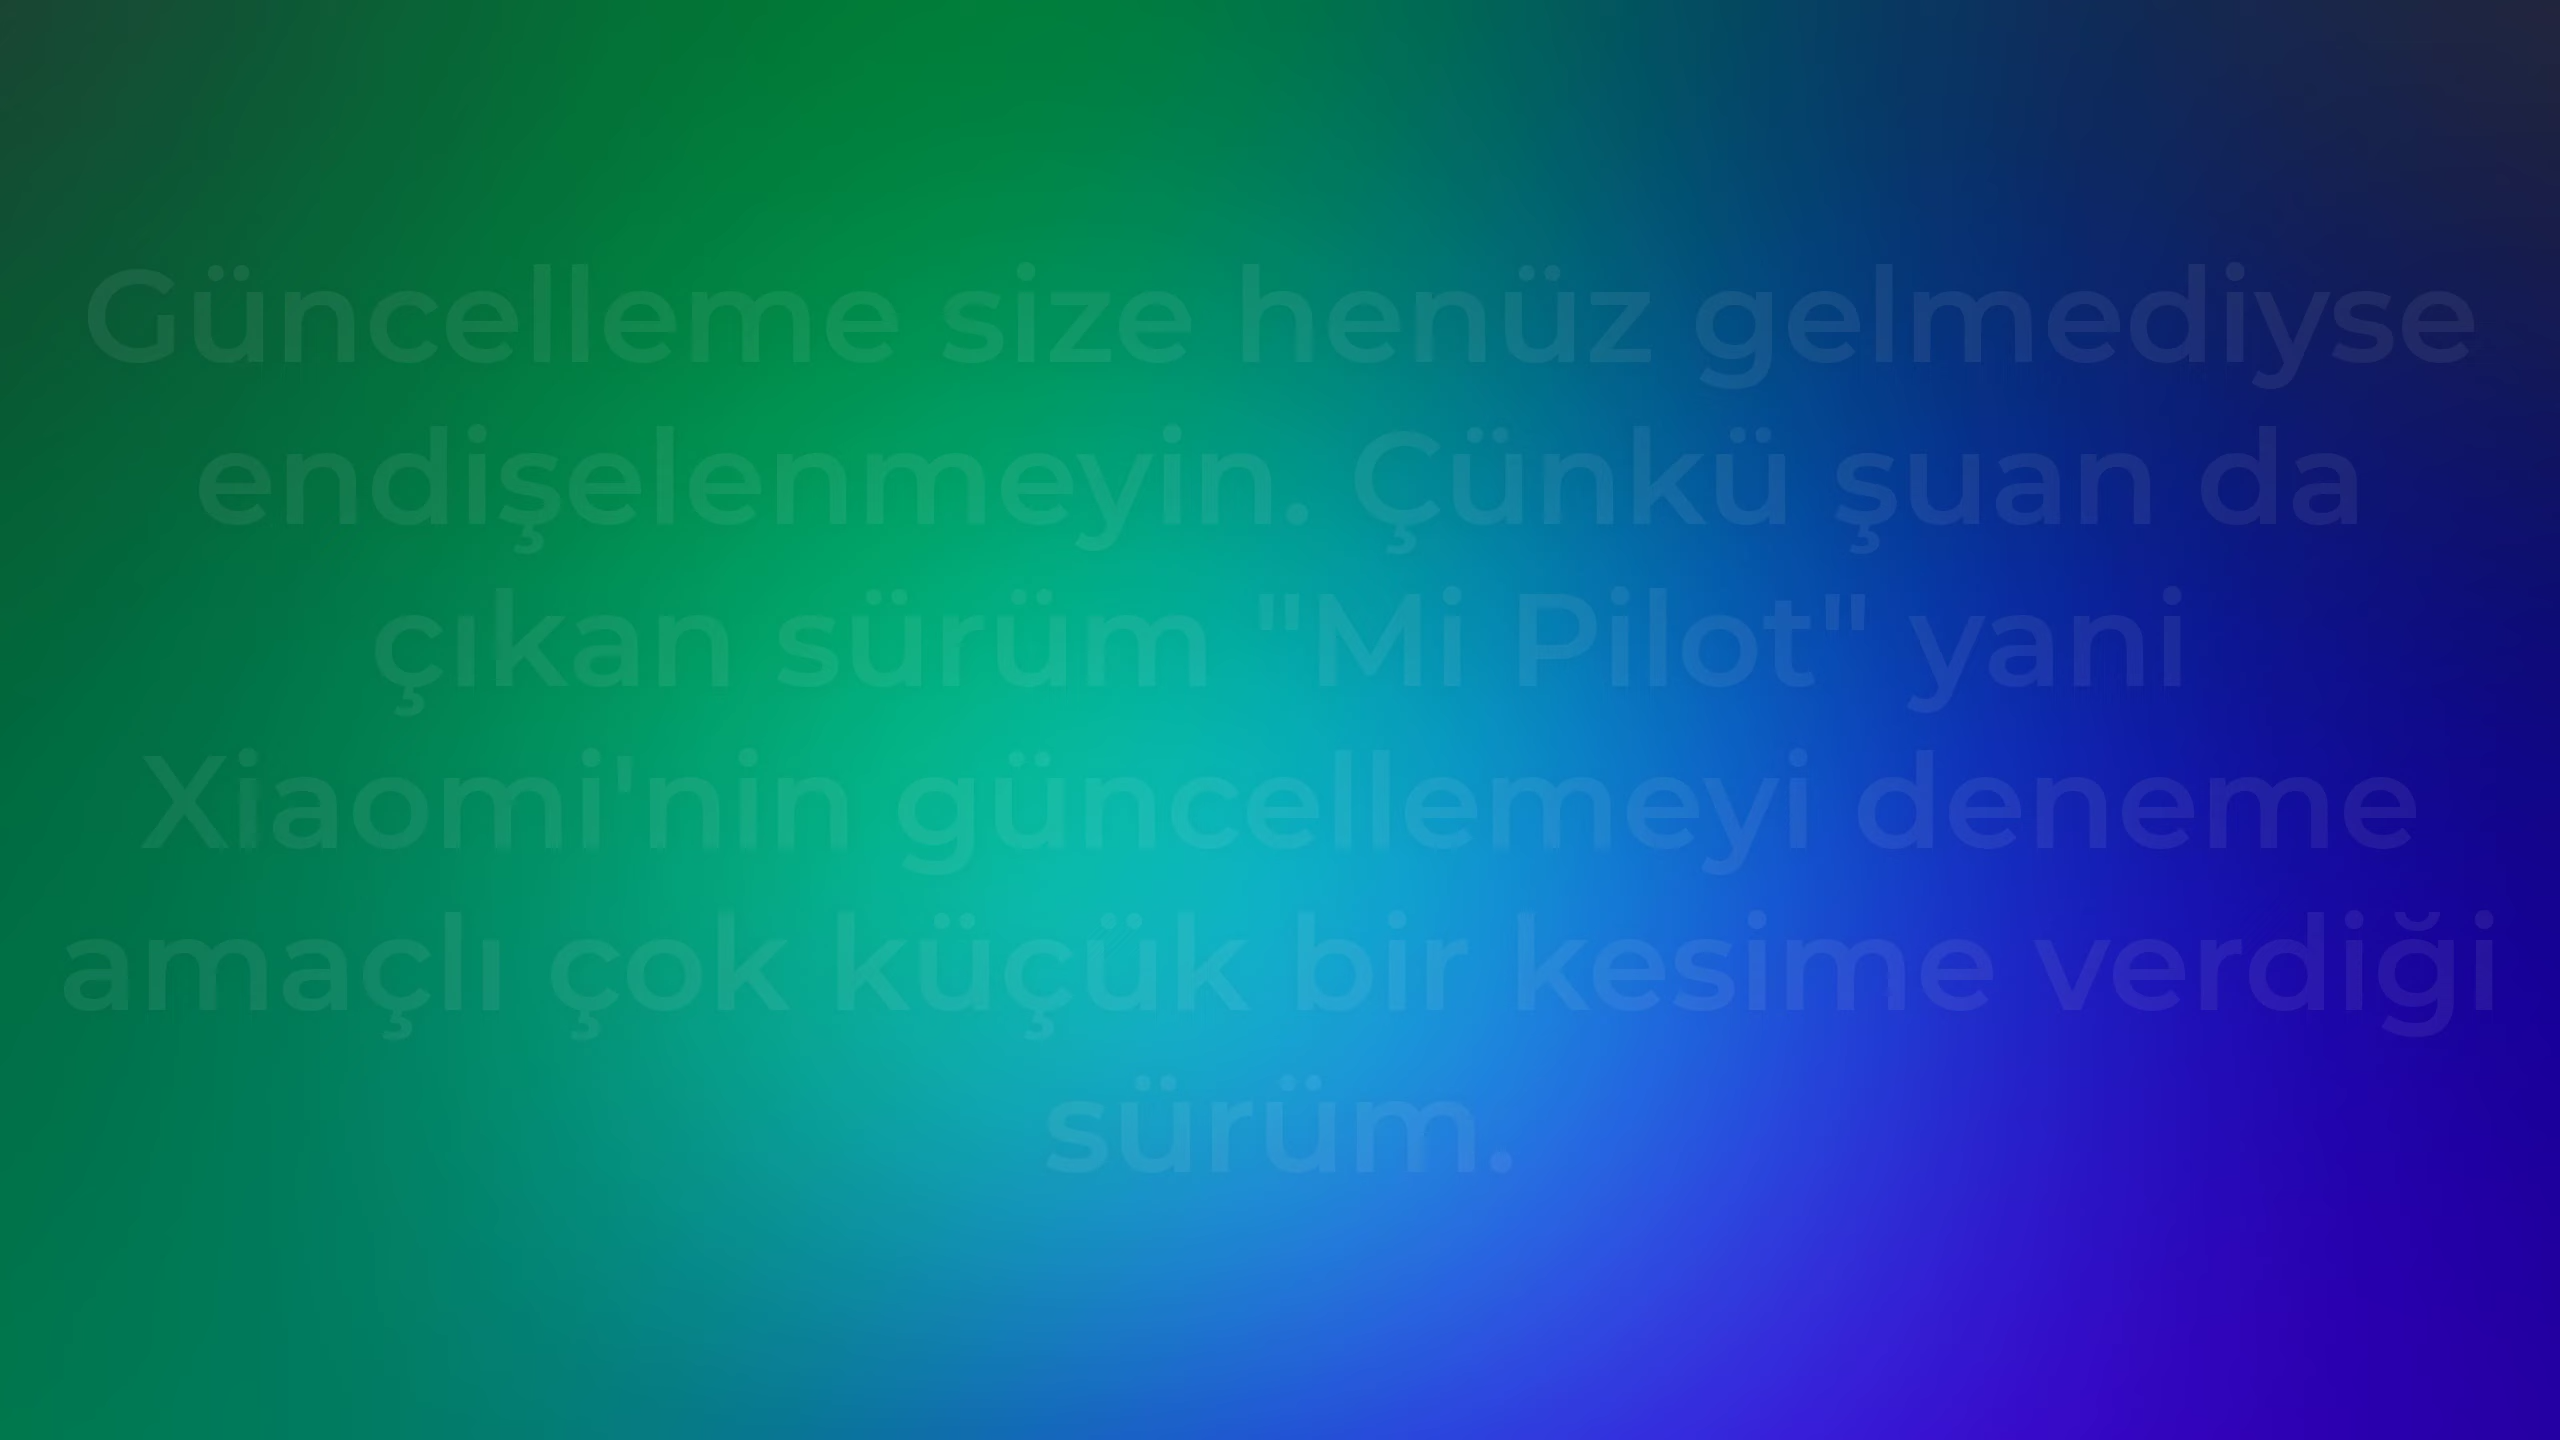 Güncelleme size henüz gelmediyse
endişelenmeyin. Çünkü şuan da
çıkan sürüm "Mi Pilot" yani
Xiaomi'nin güncellemeyi deneme
amaçlı çok küçük bir kesime verdiği
sürüm.